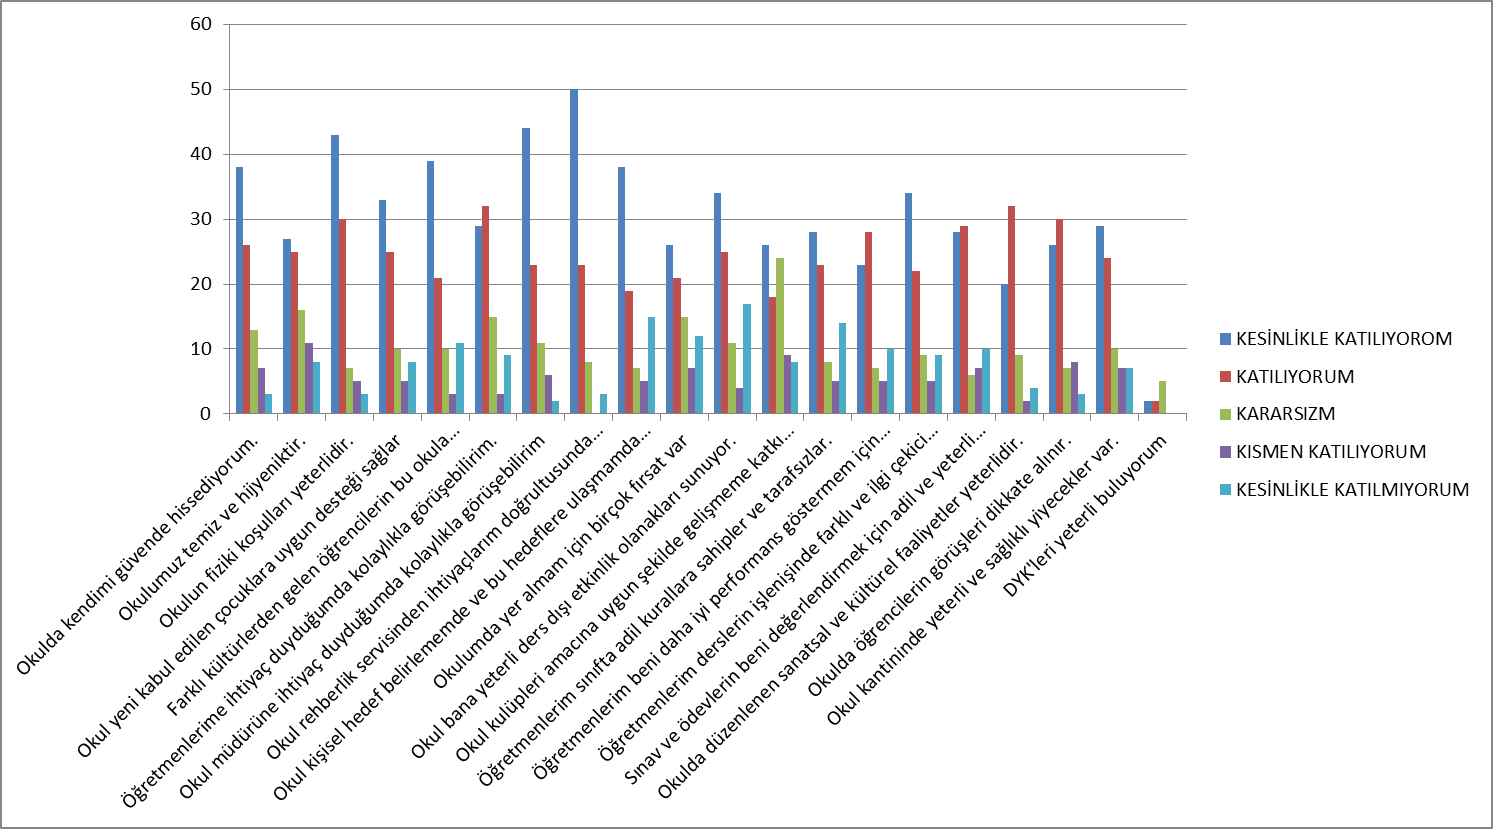 60
50
40
30
20
10
0
Okulda kendimi güvende hissediyorum.
Okulumuz temiz ve hijyeniktir.
Okulun fiziki koşulları yeterlidir.
Okul yeni kabul edilen çocuklara uygun desteği sağlar
Farklı kültürlerden gelen öğrencilerin bu okula...
Öğretmenlerime ihtiyaç duyduğumda kolaylıkla görüşebilirim.
Okul müdürüne ihtiyaç duyduğumda kolaylıkla görüşebilirim
Okul rehberlik servisinden ihtiyaçlarım doğrultusunda...
Okul kişisel hedef belirlememde ve bu hedeflere ulaşmamda...
Okulumda yer almam için birçok fırsat var
Okul bana yeterli ders dışı etkinlik olanakları sunuyor.
Okul kulüpleri amacına uygun şekilde gelişmeme katkı...
Öğretmenlerim sınıfta adil kurallara sahipler ve tarafsızlar.
Öğretmenlerim beni daha iyi performans göstermem için...
Öğretmenlerim derslerin işlenişinde farklı ve ilgi çekici...
Sınav ve ödevlerin beni değerlendirmek için adil ve yeterli...
Okulda düzenlenen sanatsal ve kültürel faaliyetler yeterlidir.
Okulda öğrencilerin görüşleri dikkate alınır.
Okul kantininde yeterli ve sağlıklı yiyecekler var.
DYK'leri yeterli buluyorum
KESİNLİKLE KATILIYOROM
KATILIYORUM
KARARSIZM
KISMEN KATILIYORUM
KESİNLİKLE KATILMIYORUM